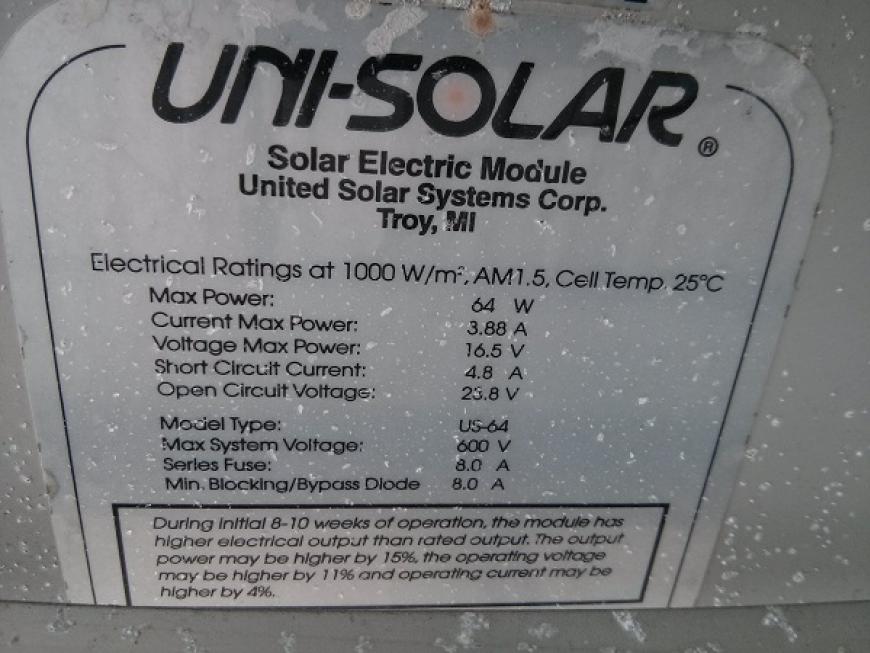 UNI-SOLAR®
Solar Electric Module
United Solar Systems Corp.
Troy, MI
Electrical Ratings at 1000 W/m², AM1.5, Cell Temp. 25°C
Max Power: 64 W
Current Max Power: 3.88 A
Voltage Max Power: 16.5 V
Short Circuit Current: 4.8 A
Open Circuit Voltage: 23.8 V
Model Type: US-64
Max System Voltage: 600 V
Series Fuse: 8.0 A
Min. Blocking/Bypass Diode 8.0 A
During initial 8-10 weeks of operation, the module has
higher electrical output than rated output. The output
power may be higher by 15%, the operating voltage
may be higher by 11% and operating current may be
higher by 4%.